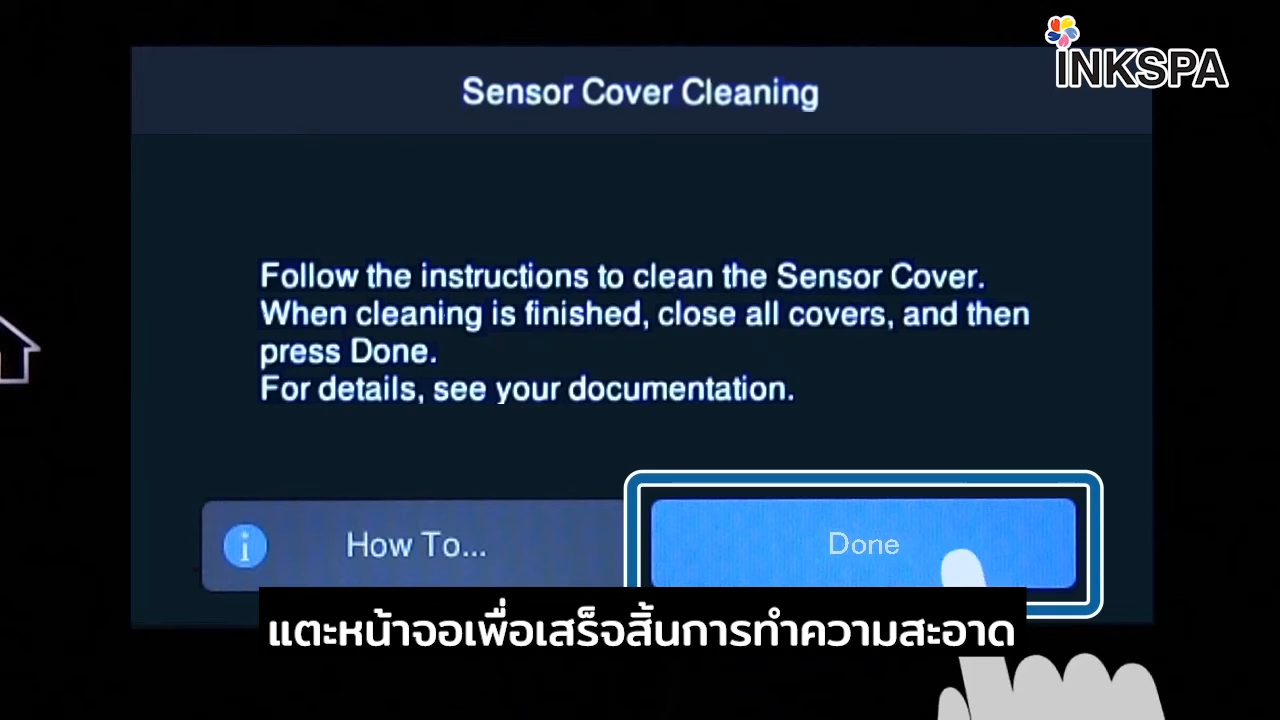 INKSPA
Sensor Cover Cleaning
Follow the instructions to clean the Sensor Cover.
When cleaning is finished, close all covers, and then
press Done.
For details, see your documentation.
i
How To...
Done
แตะหน้าจอเพื่อเสร็จสิ้นการทำความสะอาด